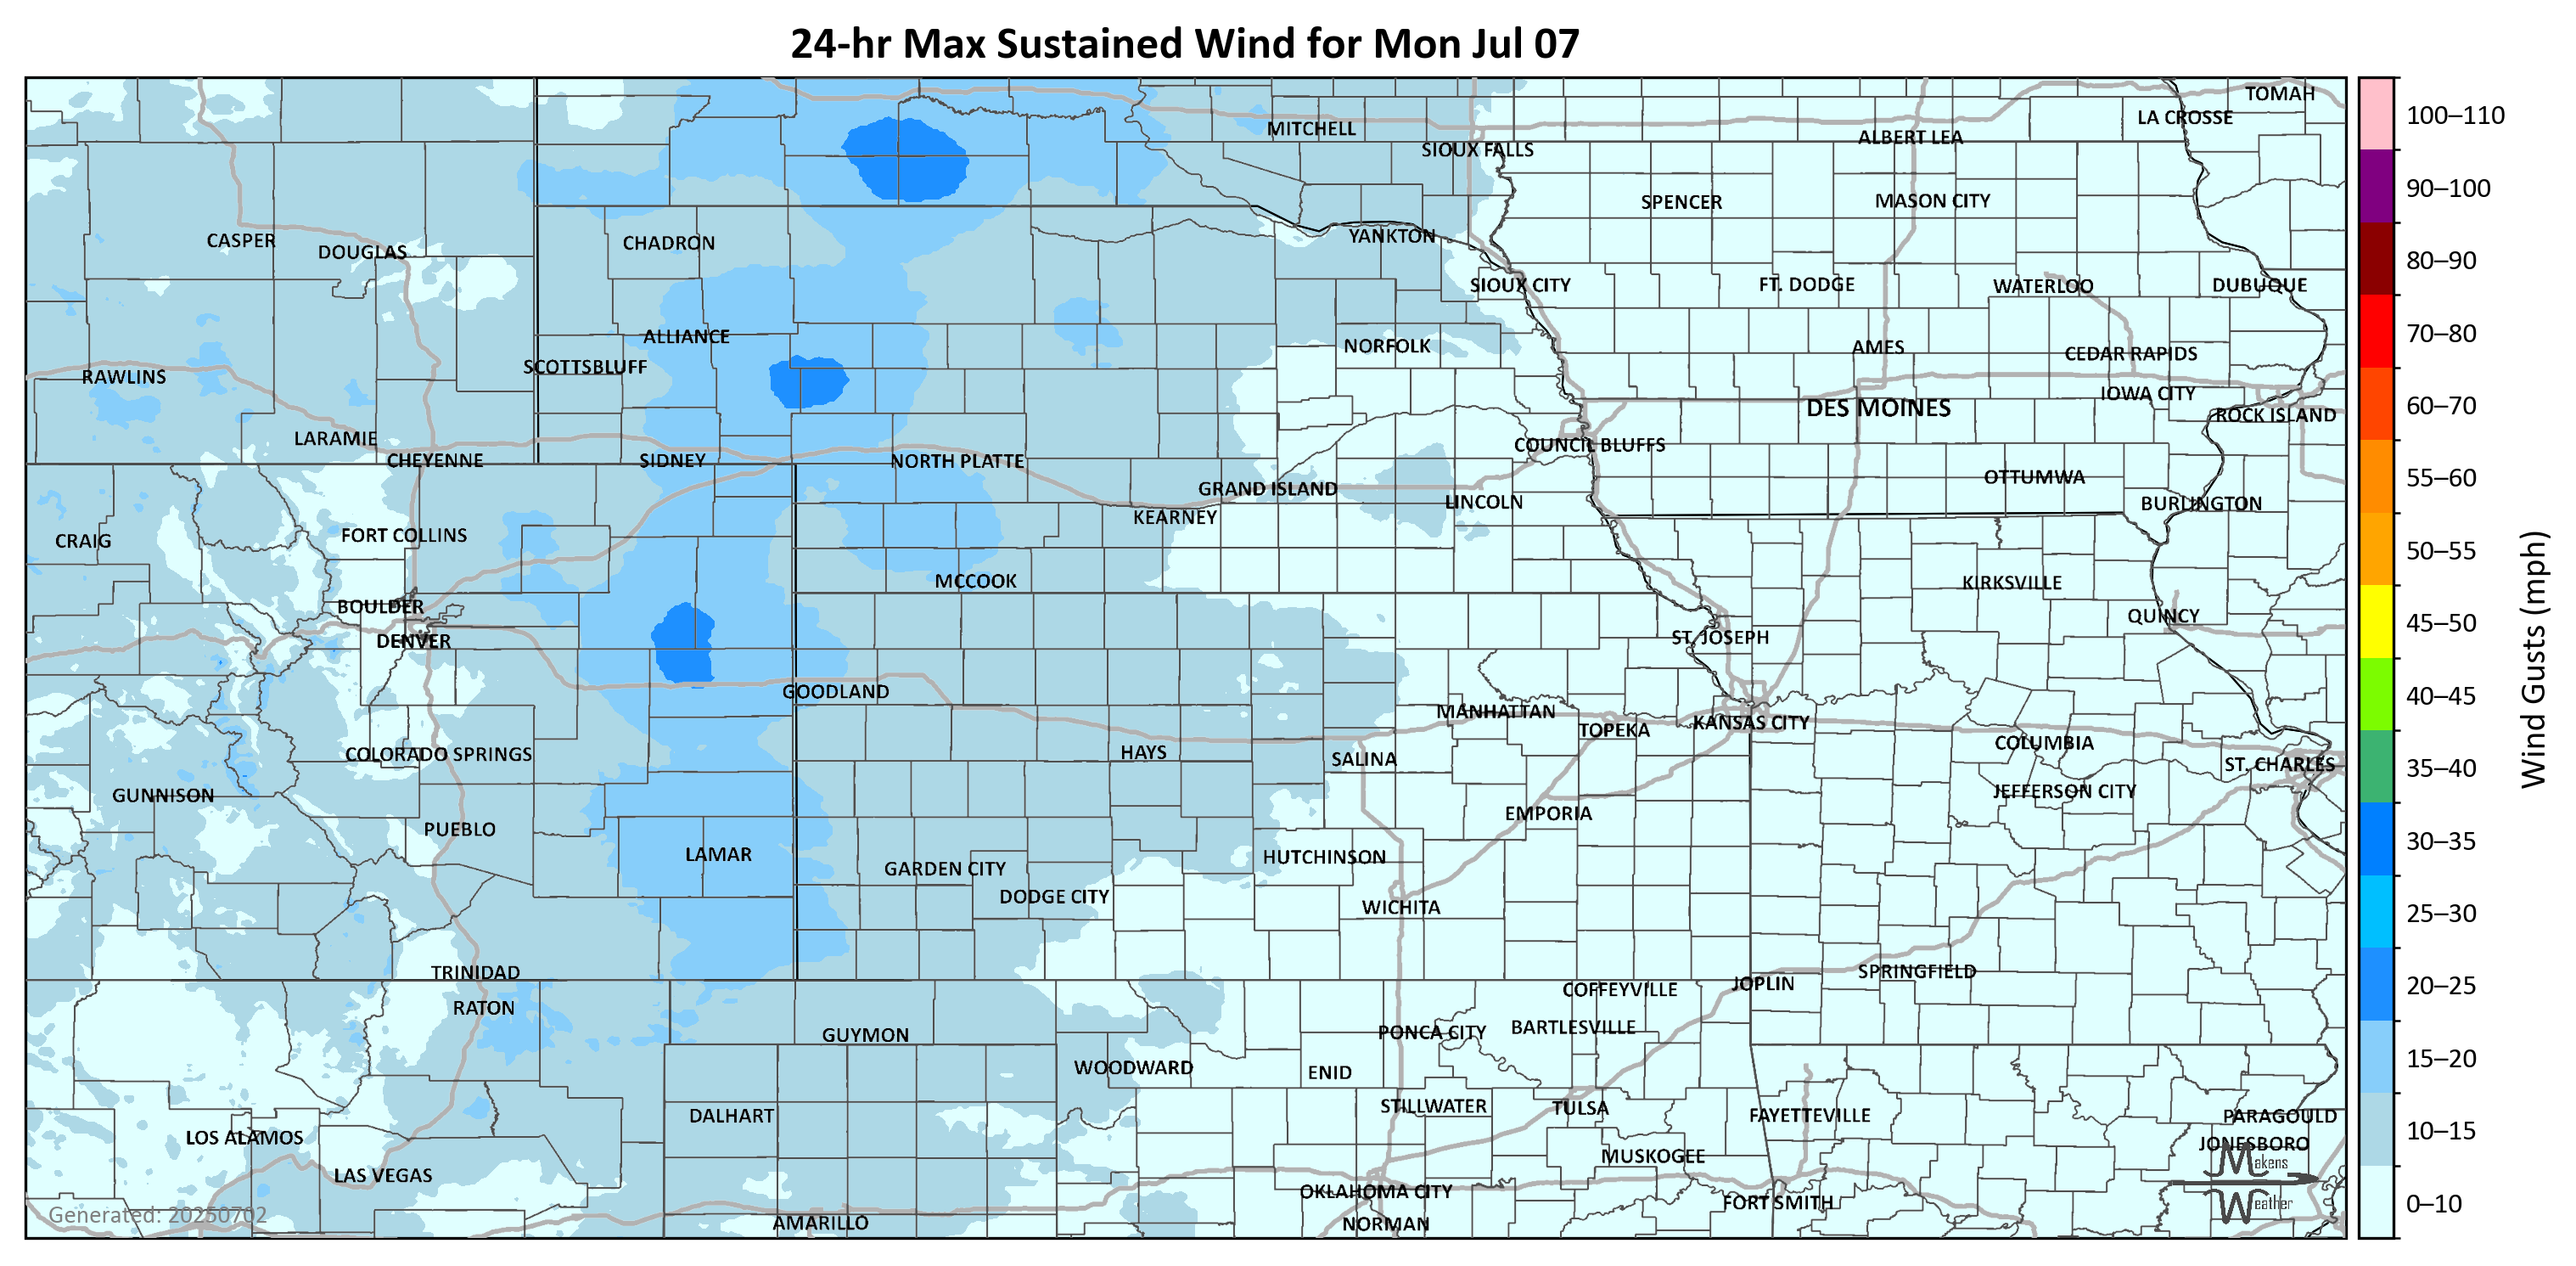 24-hr Max Sustained Wind for Mon Jul 07
TOMAH
LA CROSSE
MITCHELL
ALBERT LEA
SIOUX FALLS
SPENCER
MASON CITY
CASPER
DOUGLAS
CHADRON
YANKTON
SIOUX CITY
FT. DODGE
WATERLOO
DUBUQUE
ALLIANCE
NORFOLK
AMES
CEDAR RAPIDS
SCOTTSBLUFF
RAWLINS
IOWA CITY
DES MOINES
ROCK ISLAND
LARAMIE
COUNCIL BLUFFS
CHEYENNE
SIDNEY
NORTH PLATTE
OTTUMWA
GRAND ISLAND
LINCOLN
BURLINGTON
KEARNEY
CRAIG
FORT COLLINS
MCCOOK
KIRKSVILLE
BOULDER
QUINCY
DENVER
ST. JOSEPH
GOODLAND
MANHATTAN
TOPEKA
KANSAS CITY
COLUMBIA
COLORADO SPRINGS
HAYS
SALINA
ST. CHARLES
GUNNISON
JEFFERSON CITY
EMPORIA
PUEBLO
LAMAR
HUTCHINSON
GARDEN CITY
DODGE CITY
WICHITA
TRINIDAD
SPRINGFIELD
JOPLIN
COFFEYVILLE
RATON
GUYMON
PONCA CITY
BARTLESVILLE
WOODWARD
ENID
STILLWATER
TULSA
DALHART
FAYETTEVILLE
PARAGOULD
LOS ALAMOS
JONESBORO
MUSKOGEE
LAS VEGAS
OKLAHOMA CITY
FORT SMITH
AMARILLO
NORMAN
Generated: 20250702
Makens
Weather
100–110
90–100
80–90
70–80
60–70
55–60
50–55
45–50
40–45
35–40
30–35
25–30
20–25
15–20
10–15
0–10
Wind Gusts (mph)